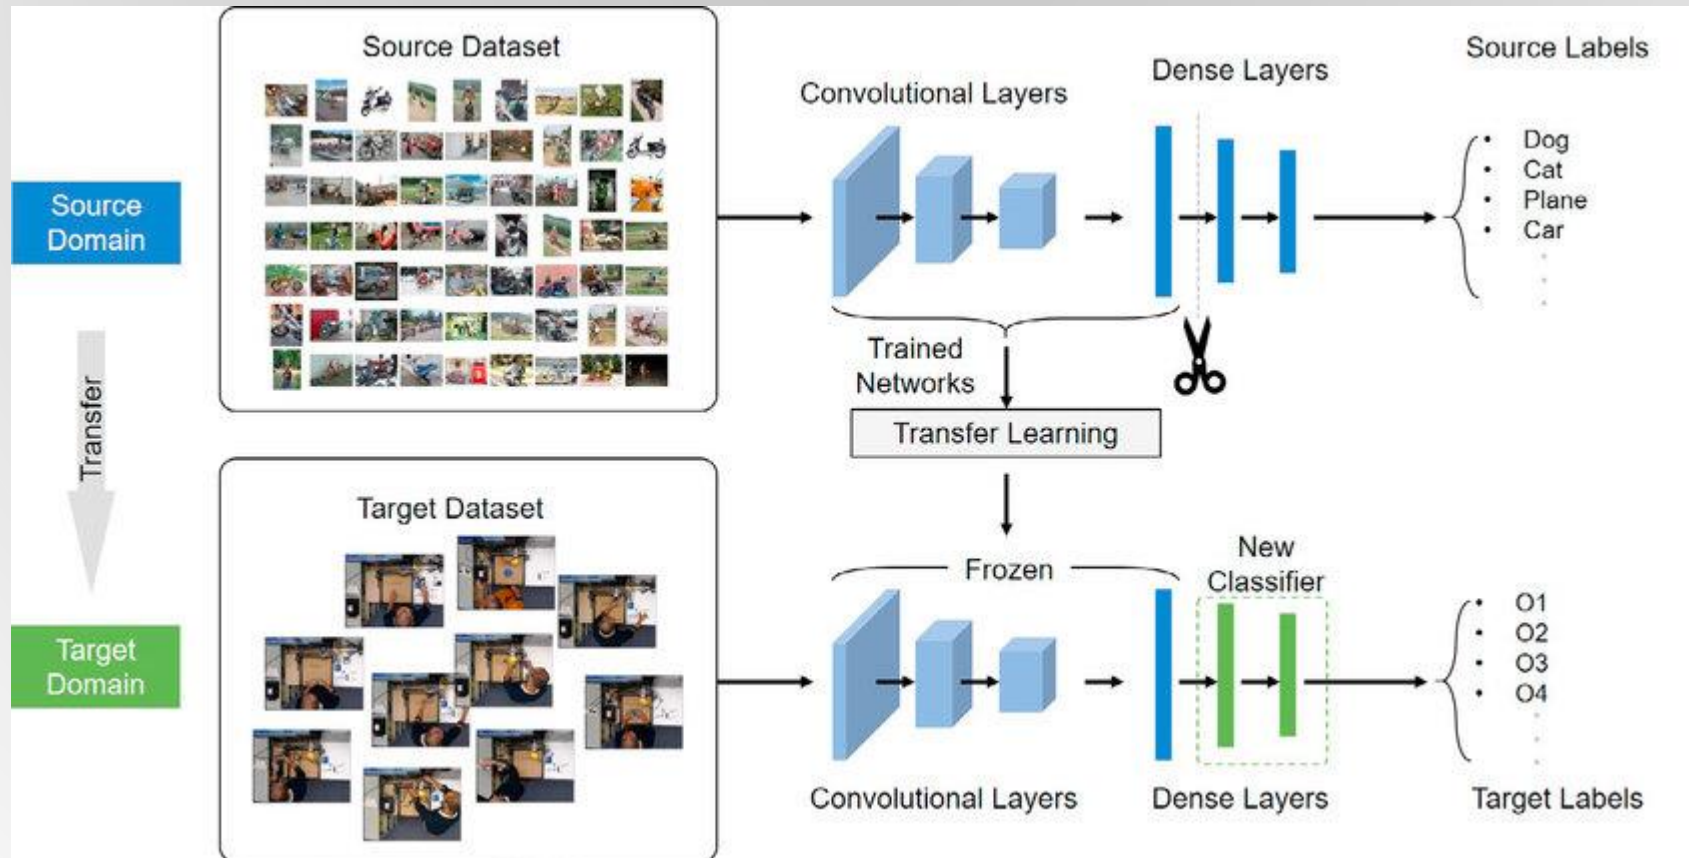 Source Dataset
Convolutional Layers
Dense Layers
Source Labels
Source
Domain
• Dog
• Cat
• Plane
• Car
Trained
Networks
Transfer Learning
Transfer
Target Dataset
Frozen
New
Classifier
Target
Domain
• O1
• O2
• O3
• O4
Convolutional Layers
Dense Layers
Target Labels